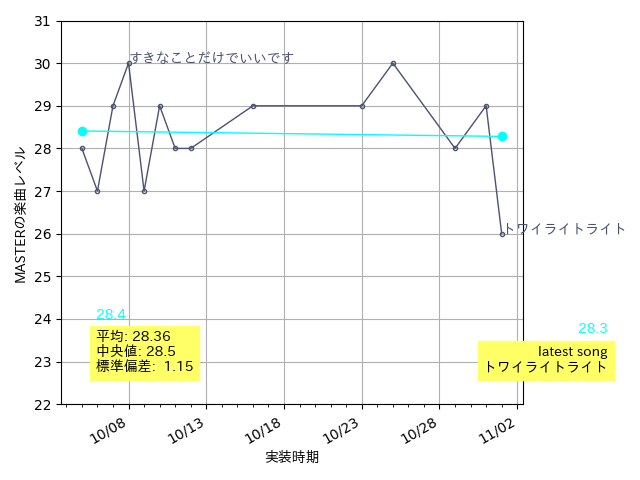 31
30
29
28
27
26
25
24
23
22
MASTERの楽曲レベル
すきなことだけでいいです
トワイライトライト
28.4
平均: 28.36
中央値: 28.5
標準偏差: 1.15
28.3
latest song
トワイライトライト
10/08
10/13
10/18
10/23
10/28
11/02
実装時期